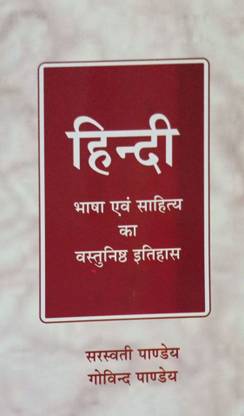 हिन्दी
भाषा एवं साहित्य
का
वस्तुनिष्ठ इतिहास
सरस्वती पाण्डेय
गोविन्द पाण्डेय